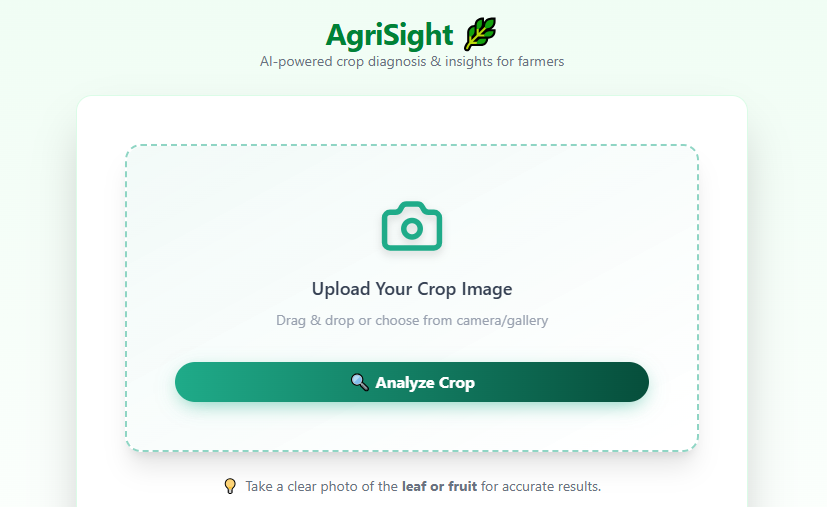 AgriSight
AI-powered crop diagnosis & insights for farmers
Upload Your Crop Image
Drag & drop or choose from camera/gallery
Analyze Crop
Take a clear photo of the leaf or fruit for accurate results.